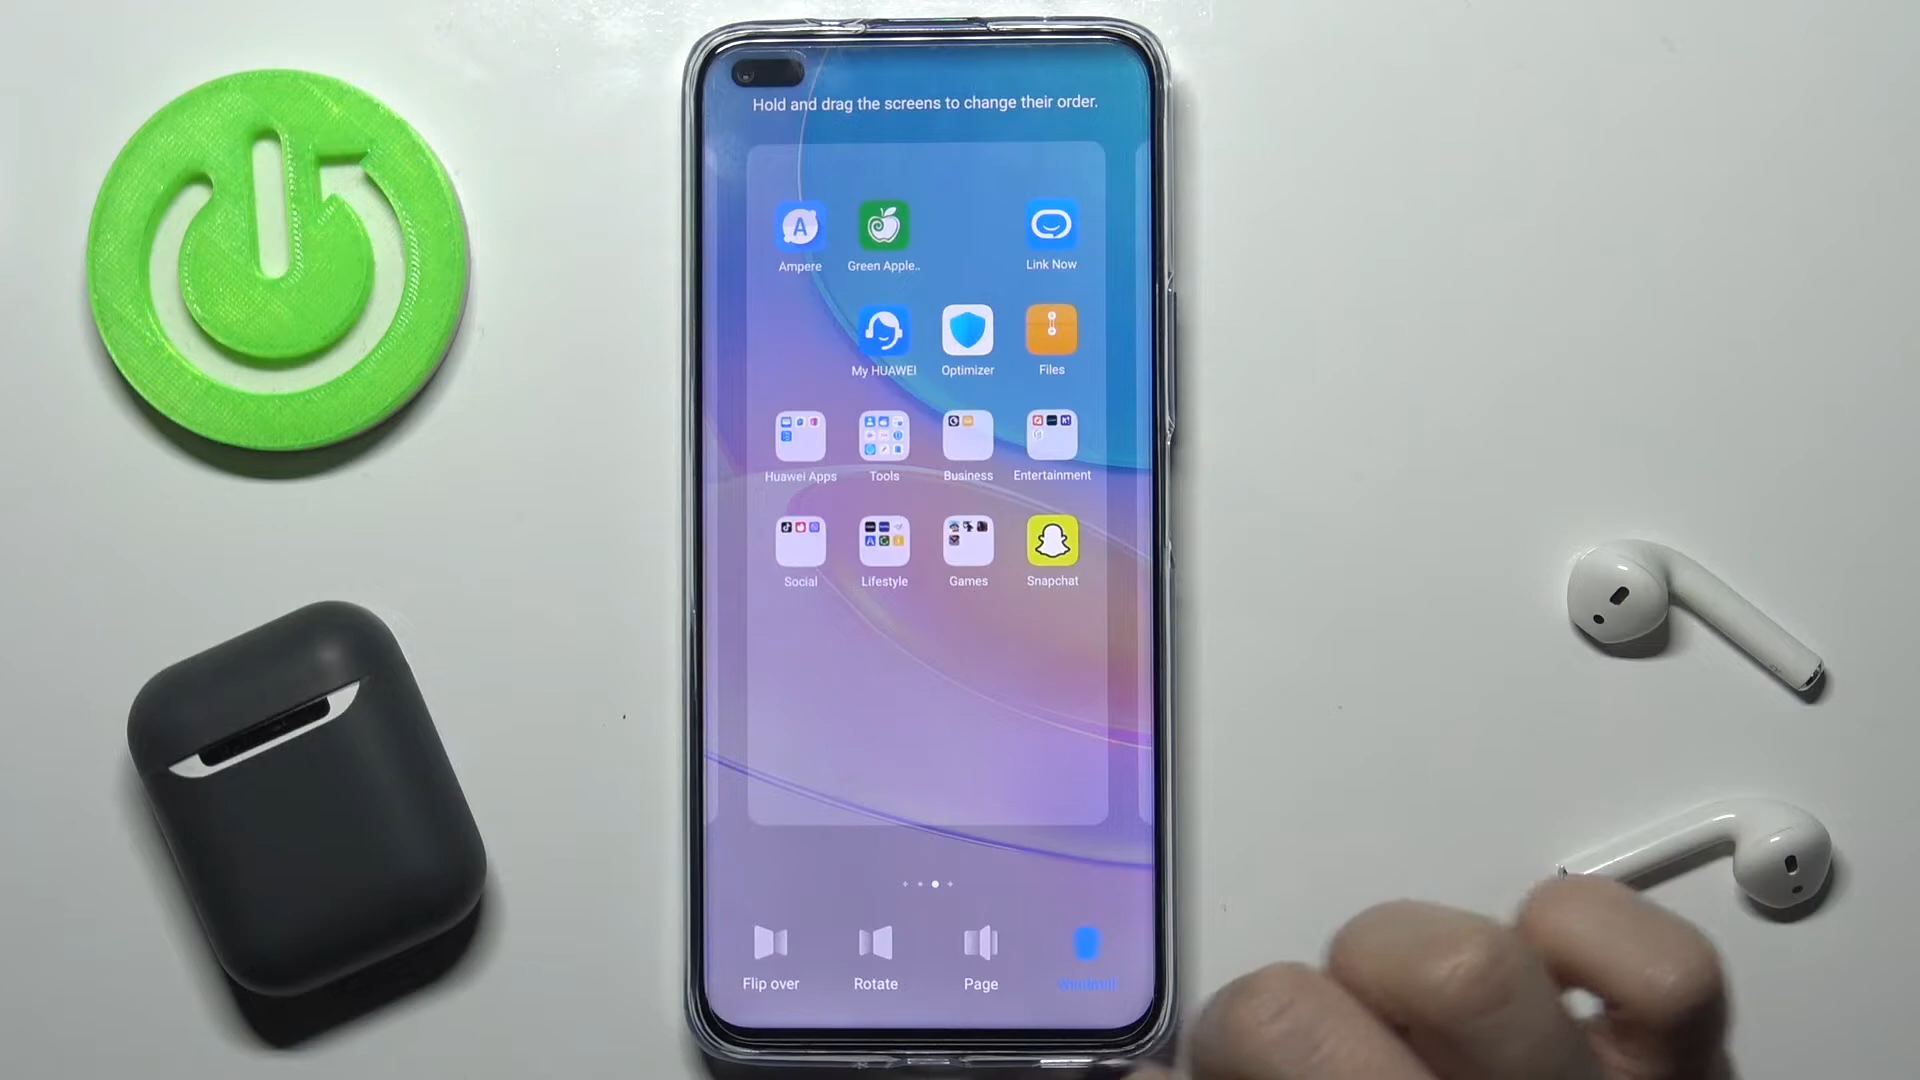 Hold and drag the screens to change their order.
A
Ampere
Green Apple..
Link Now
My HUAWEI
Optimizer
Files
Huawei Apps
Tools
Business
Entertainment
Social
Lifestyle
Games
Snapchat
Flip over
Rotate
Page